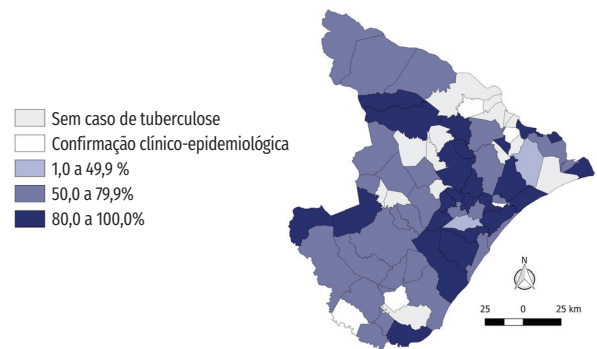 Sem caso de tuberculose
Confirmação clínico-epidemiológica
1,0 a 49,9 %
50,0 a 79,9%
80,0 a 100,0%
N
25 0 25 km